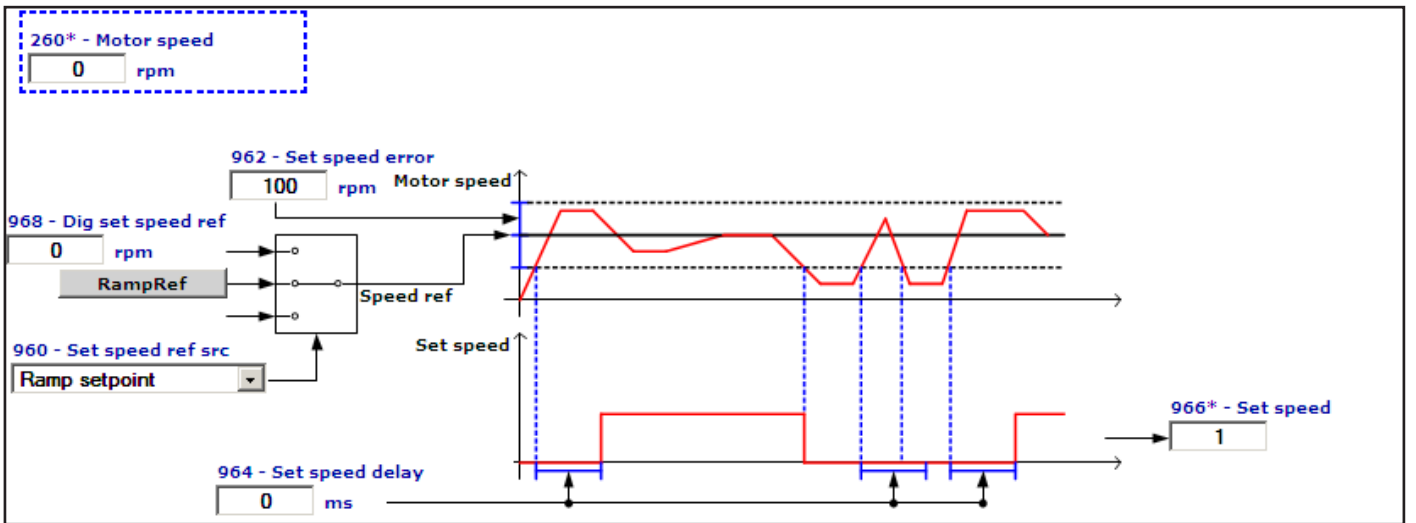 260* - Motor speed
0 rpm
962 - Set speed error
100 rpm
Motor speed
968 - Dig set speed ref
0 rpm
RampRef
Speed ref
960 - Set speed ref src
Ramp setpoint
Set speed
966* - Set speed
1
964 - Set speed delay
0 ms